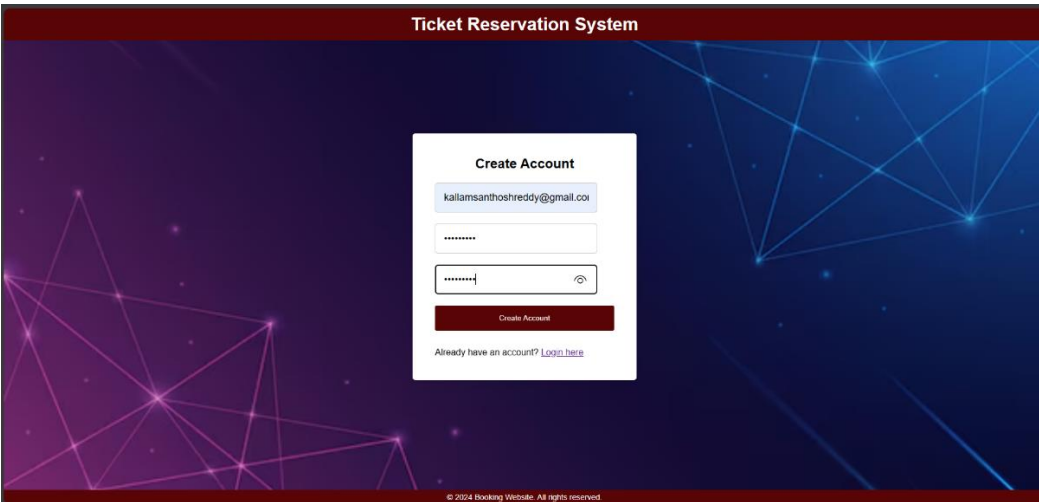 Ticket Reservation System
Create Account
kallamsanthoshreddy@gmail.co
•••••••••
•••••••••
Create Account
Already have an account? Login here
© 2024 Booking Website. All rights reserved.